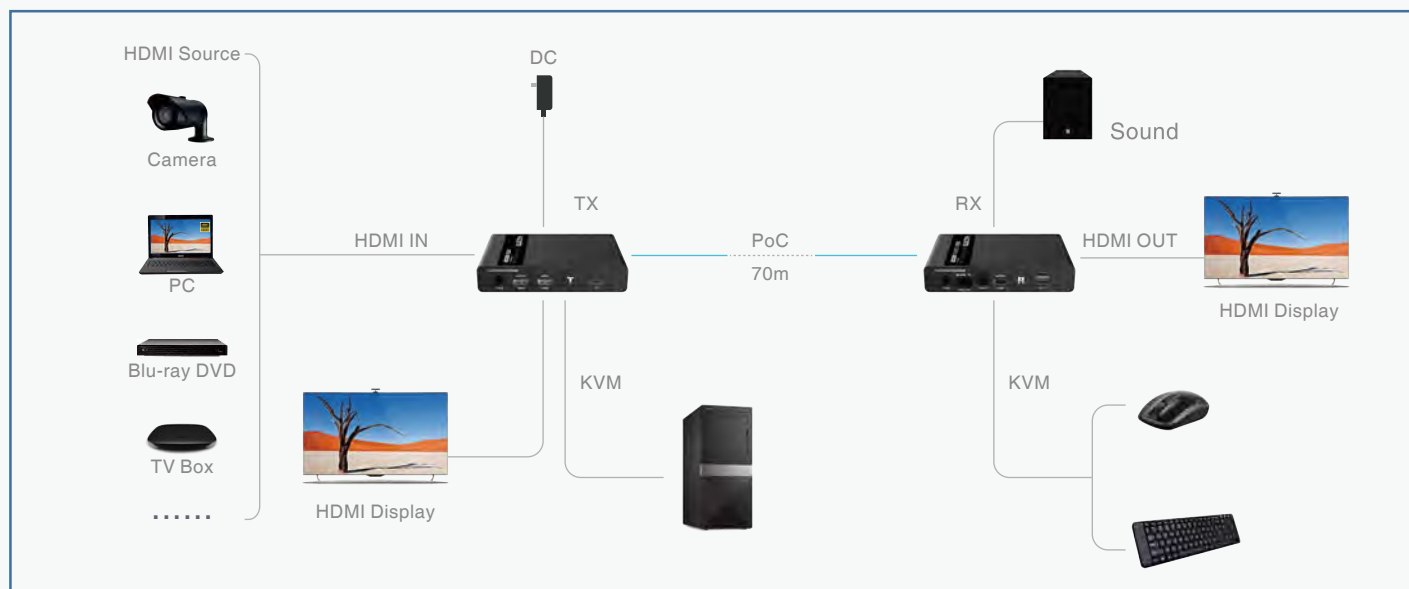 HDMI Source
DC
Sound
Camera
TX
RX
HDMI IN
PoC
HDMI OUT
70m
PC
HDMI Display
Blu-ray DVD
KVM
KVM
TV Box
HDMI Display
......